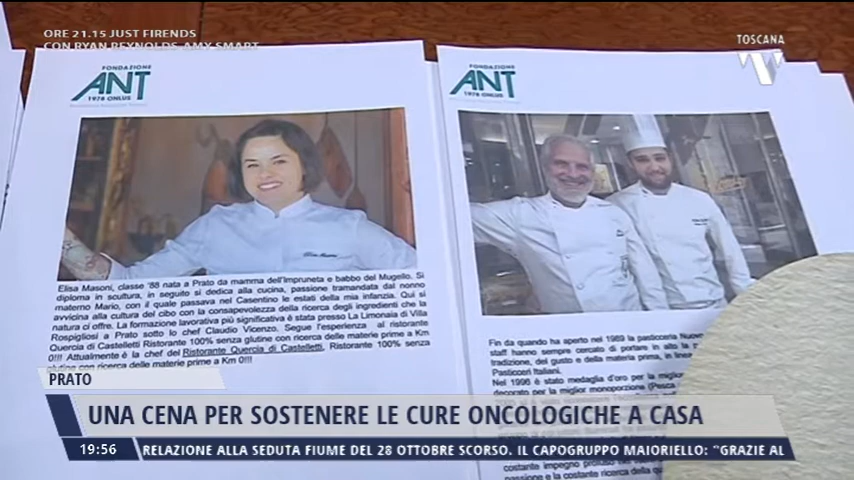 ORE 21.15 JUST FIRENDS
CON RYAN REYNOLDS, AMY SMART
TOSCANA
TV
FONDAZIONE
ANT
1978 ONLUS
Elisa Masoni, classe '88 nata a Prato da mamma dell'Impruneta e babbo del Mugello. Si
diploma in scultura, in seguito si dedica alla cucina, passione tramandata dal nonno
materno Mario, con il quale passava nel Casentino le estati della mia infanzia. Qui si
avvicina alla cultura del cibo con la consapevolezza della ricerca degli ingredienti che la
natura ci offre. La formazione lavorativa più significativa è stata presso La Limonaia di Villa
Rospigliosi a Prato sotto lo chef Claudio Vicenzo. Segue l'esperienza al ristorante
Quercia di Castelletti Ristorante 100% senza glutine con ricerca delle materie prime a Km
0!!! Attualmente è la chef del Ristorante Quercia di Castelletti, Ristorante 100% senza
glutine con ricerca delle materie prime a Km 0!!!
FONDAZIONE
ANT
1978 ONLUS
Fin da quando ha aperto nel 1989 la pasticceria
staff hanno sempre cercato di portare in alto la
tradizione, del gusto e della materia prima, in
Pasticceri Italiani.
Nel 1996 è stato medaglia d'oro per la
decorato per la miglior monoporzione (Pesca
PRATO
UNA CENA PER SOSTENERE LE CURE ONCOLOGICHE A CASA
19:56 RELAZIONE ALLA SEDUTA FIUME DEL 28 OTTOBRE SCORSO. IL CAPOGRUPPO MAIORIELLO: "GRAZIE AL
costante impegno
passione e la costante ricerca della